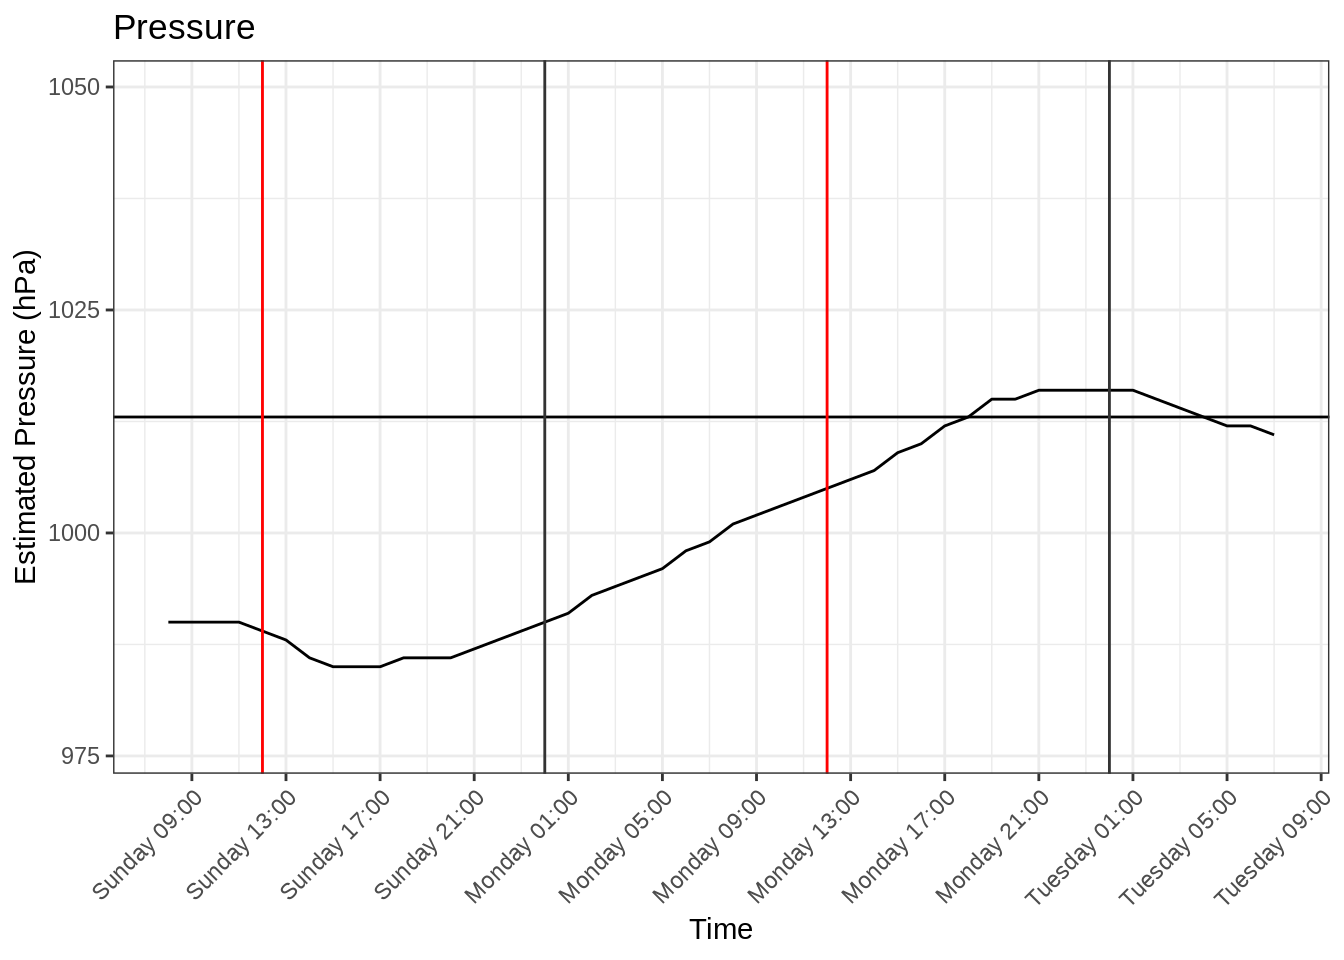 Pressure
Estimated Pressure (hPa)
1050
1025
1000
975
Sunday 09:00
Sunday 13:00
Sunday 17:00
Sunday 21:00
Monday 01:00
Monday 05:00
Monday 09:00
Monday 13:00
Monday 17:00
Monday 21:00
Tuesday 01:00
Tuesday 05:00
Tuesday 09:00
Time